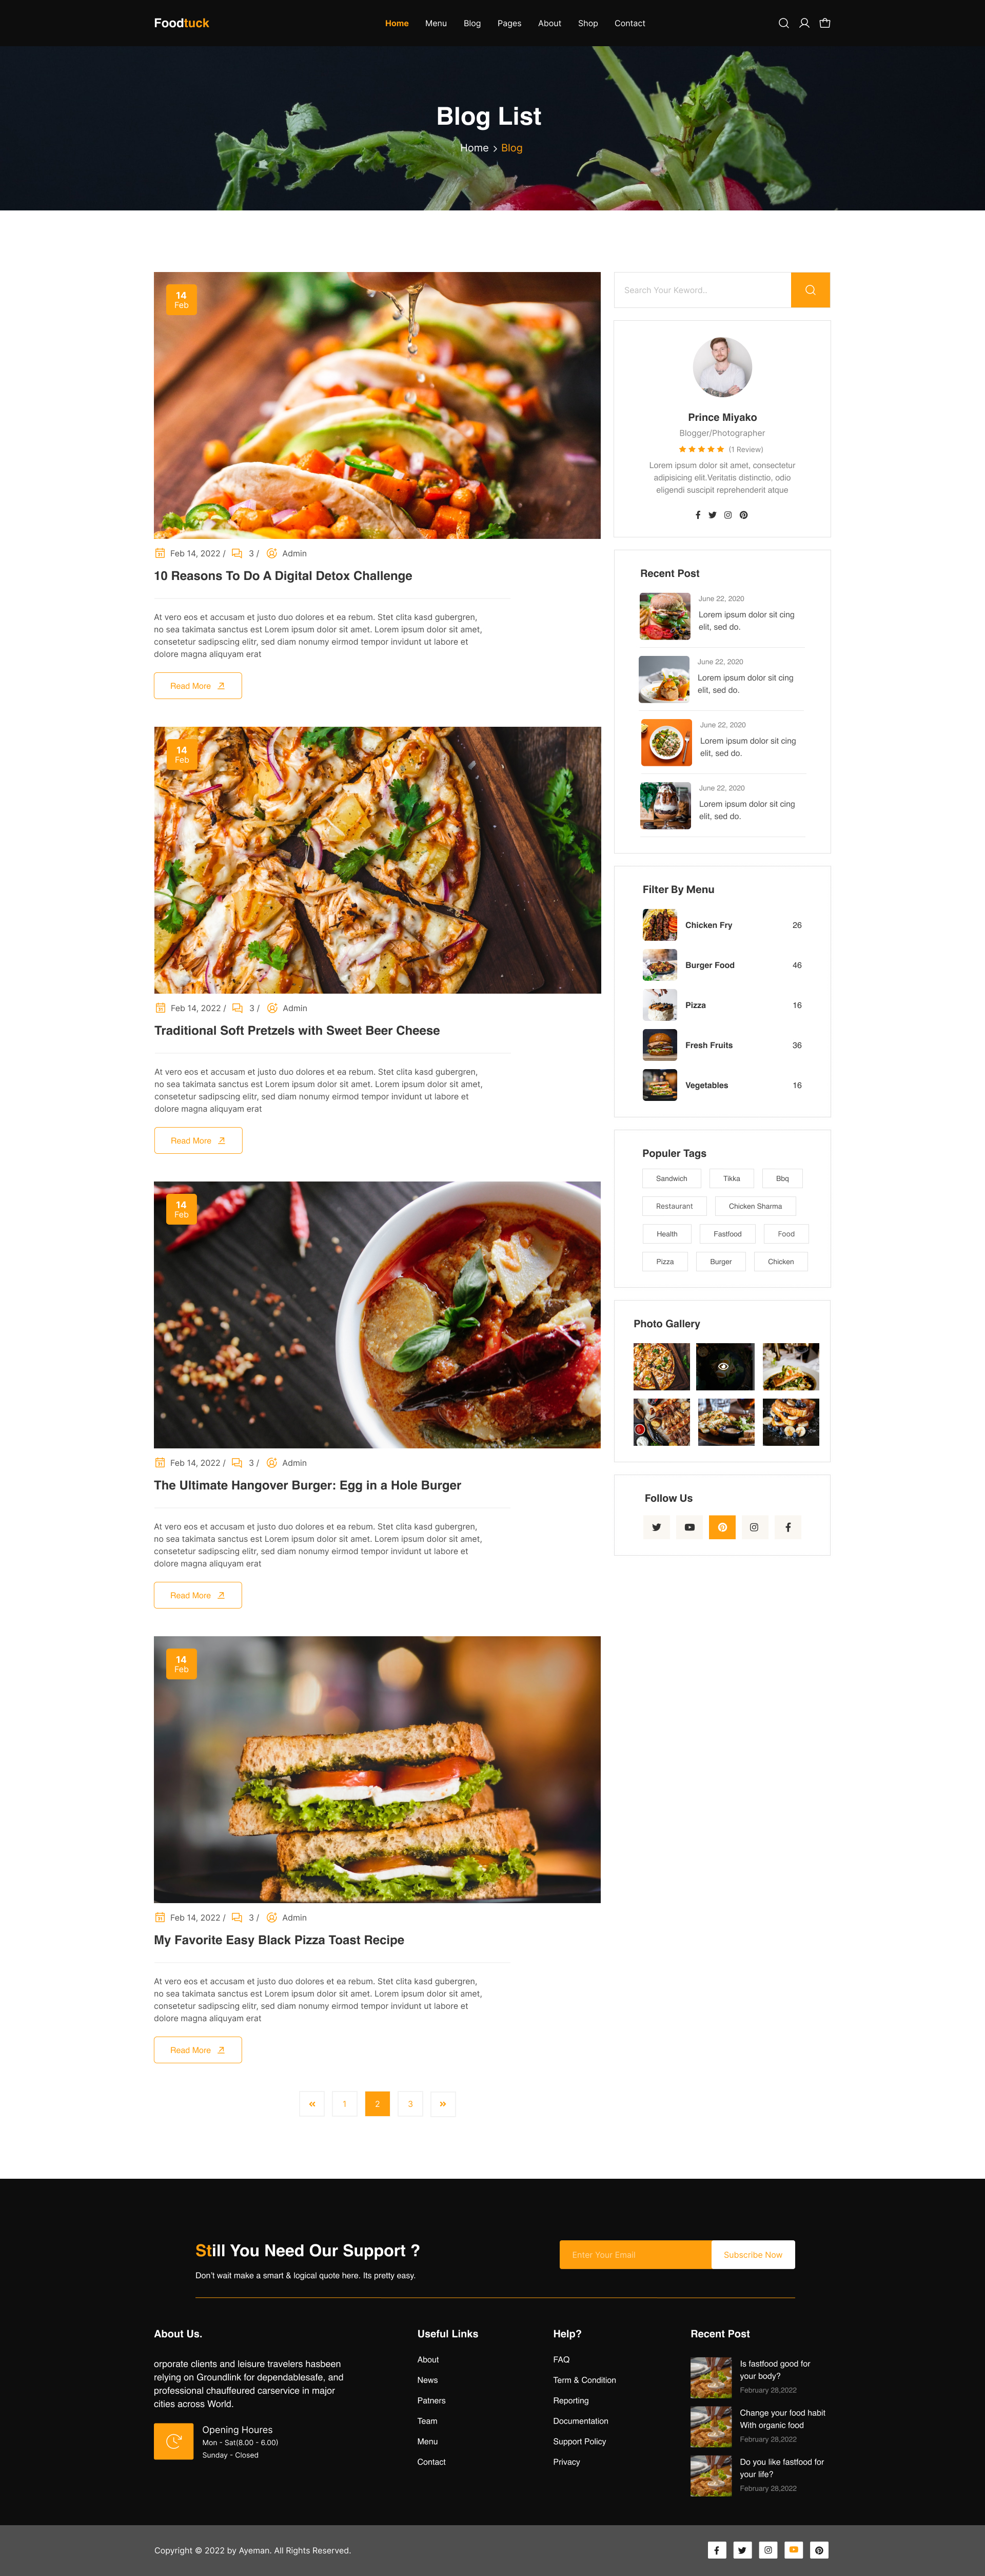 Foodtuck
Home Menu Blog Pages About Shop Contact
Blog List
Home > Blog
14
Feb
Feb 14, 2022 / 3 / Admin
10 Reasons To Do A Digital Detox Challenge
At vero eos et accusam et justo duo dolores et ea rebum. Stet clita kasd gubergren,
no sea takimata sanctus est Lorem ipsum dolor sit amet. Lorem ipsum dolor sit amet,
consetetur sadipscing elitr, sed diam nonumy eirmod tempor invidunt ut labore et
dolore magna aliquyam erat
Read More
14
Feb
Feb 14, 2022 / 3 / Admin
Traditional Soft Pretzels with Sweet Beer Cheese
At vero eos et accusam et justo duo dolores et ea rebum. Stet clita kasd gubergren,
no sea takimata sanctus est Lorem ipsum dolor sit amet. Lorem ipsum dolor sit amet,
consetetur sadipscing elitr, sed diam nonumy eirmod tempor invidunt ut labore et
dolore magna aliquyam erat
Read More
14
Feb
Feb 14, 2022 / 3 / Admin
The Ultimate Hangover Burger: Egg in a Hole Burger
At vero eos et accusam et justo duo dolores et ea rebum. Stet clita kasd gubergren,
no sea takimata sanctus est Lorem ipsum dolor sit amet. Lorem ipsum dolor sit amet,
consetetur sadipscing elitr, sed diam nonumy eirmod tempor invidunt ut labore et
dolore magna aliquyam erat
Read More
14
Feb
Feb 14, 2022 / 3 / Admin
My Favorite Easy Black Pizza Toast Recipe
At vero eos et accusam et justo duo dolores et ea rebum. Stet clita kasd gubergren,
no sea takimata sanctus est Lorem ipsum dolor sit amet. Lorem ipsum dolor sit amet,
consetetur sadipscing elitr, sed diam nonumy eirmod tempor invidunt ut labore et
dolore magna aliquyam erat
Read More
« 1 2 3 »
Search Your Keword..
Prince Miyako
Blogger/Photographer
(1 Review)
Lorem ipsum dolor sit amet, consectetur
adipisicing elit.Veritatis distinctio, odio
eligendi suscipit reprehenderit atque
Recent Post
June 22, 2020
Lorem ipsum dolor sit cing
elit, sed do.
June 22, 2020
Lorem ipsum dolor sit cing
elit, sed do.
June 22, 2020
Lorem ipsum dolor sit cing
elit, sed do.
June 22, 2020
Lorem ipsum dolor sit cing
elit, sed do.
Filter By Menu
Chicken Fry 26
Burger Food 46
Pizza 16
Fresh Fruits 36
Vegetables 16
Populer Tags
Sandwich Tikka Bbq
Restaurant Chicken Sharma
Health Fastfood Food
Pizza Burger Chicken
Photo Gallery
Follow Us
Still You Need Our Support ?
Don't wait make a smart & logical quote here. Its pretty easy.
Enter Your Email
Subscribe Now
About Us.
orporate clients and leisure travelers hasbeen
relying on Groundlink for dependablesafe, and
professional chauffeured carservice in major
cities across World.
Opening Houres
Mon - Sat(8.00 - 6.00)
Sunday - Closed
Useful Links
About
News
Patners
Team
Menu
Contact
Help?
FAQ
Term & Condition
Reporting
Documentation
Support Policy
Privacy
Recent Post
Is fastfood good for
your body?
February 28,2022
Change your food habit
With organic food
February 28,2022
Do you like fastfood for
your life?
February 28,2022
Copyright © 2022 by Ayeman. All Rights Reserved.